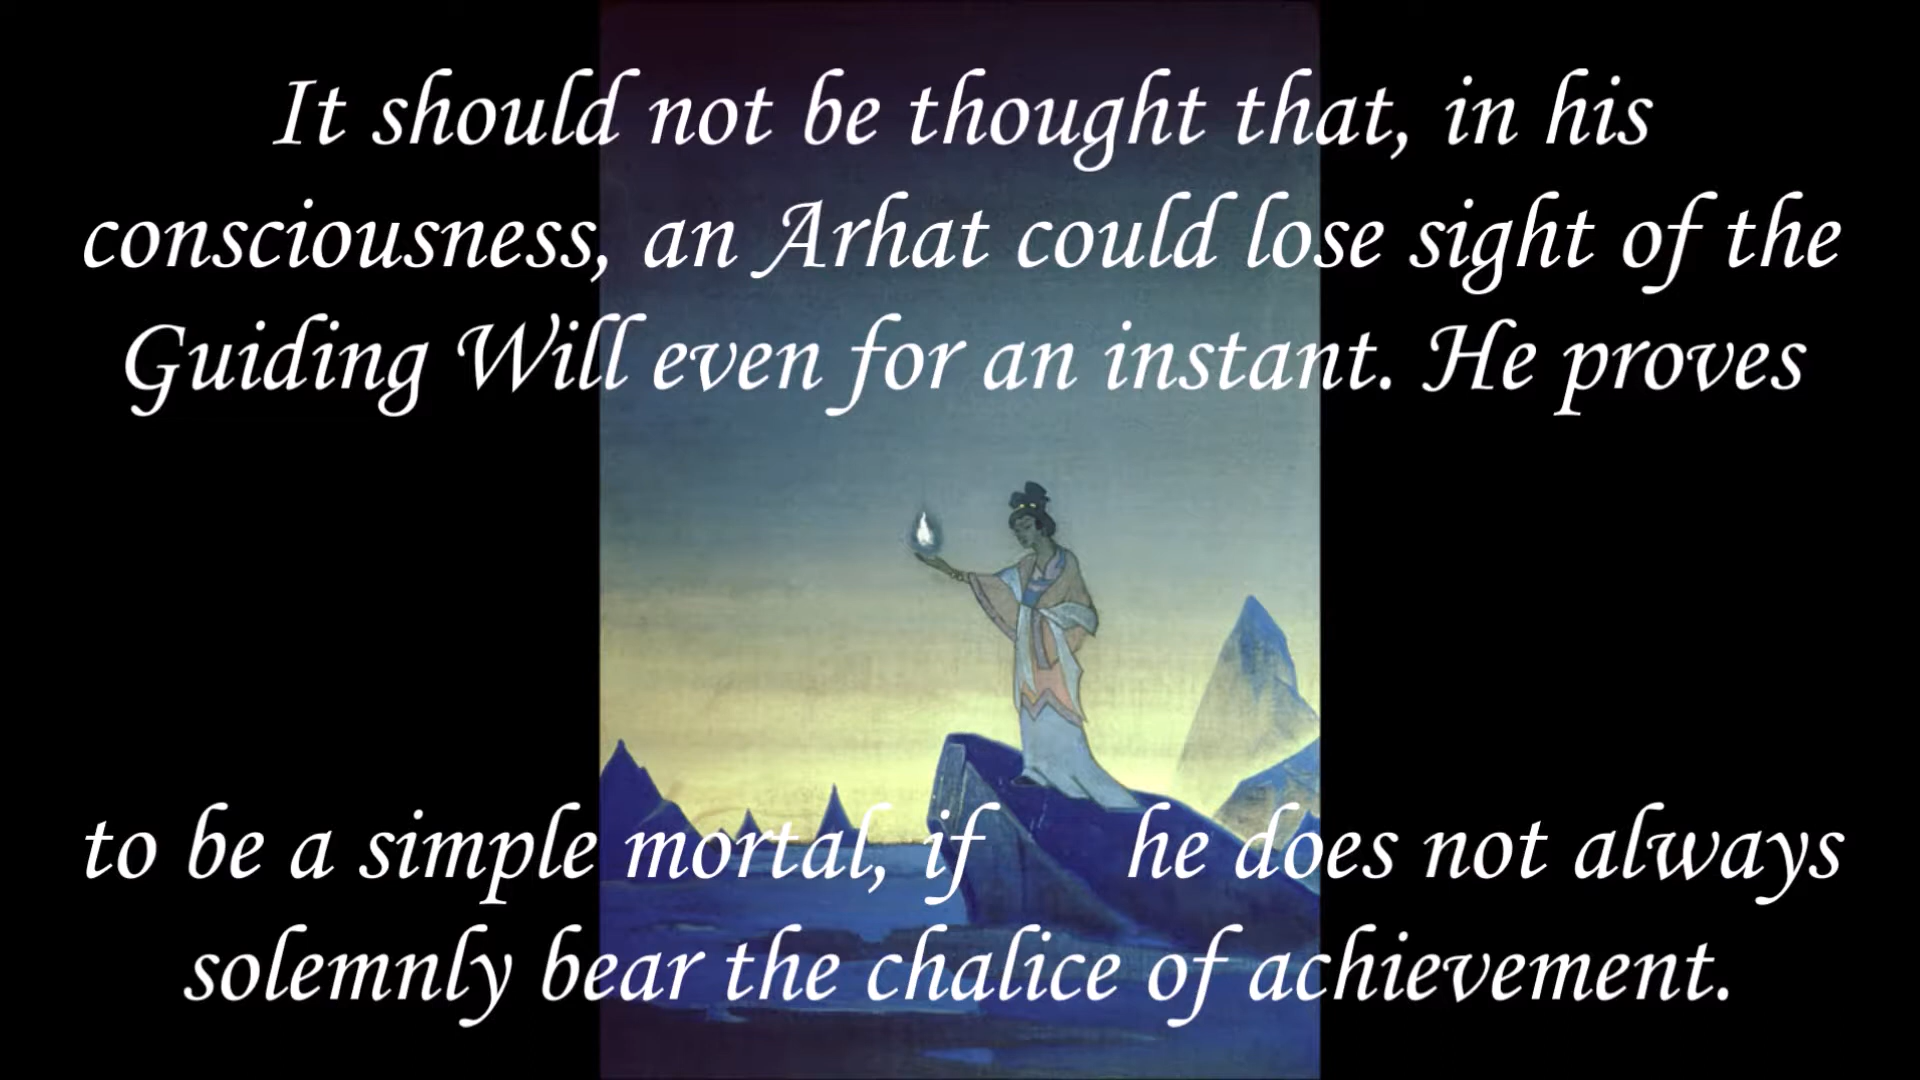 It should not be thought that, in his
consciousness, an Arhat could lose sight of the
Guiding Will even for an instant. He proves
to be a simple mortal, if he does not always
solemnly bear the chalice of achievement.